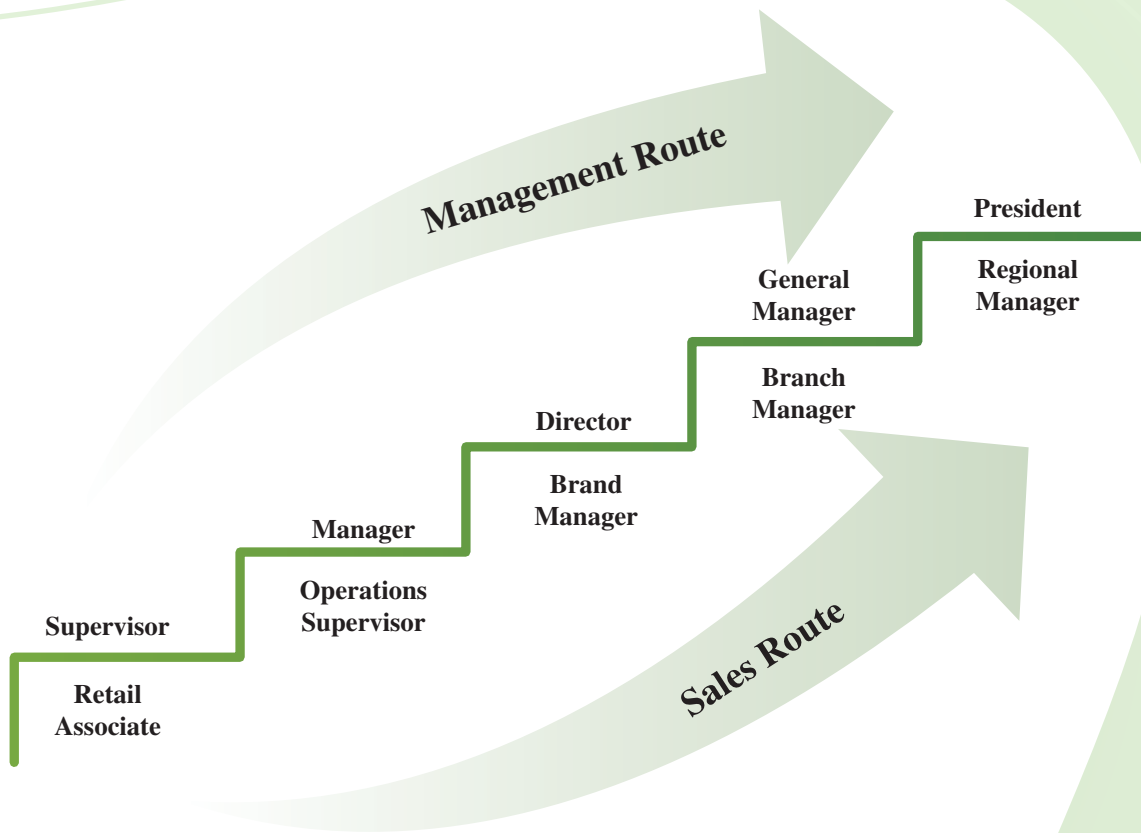 Management Route
President
Regional
Manager
General
Manager
Branch
Manager
Director
Brand
Manager
Manager
Operations
Supervisor
Supervisor
Retail
Associate
Sales Route